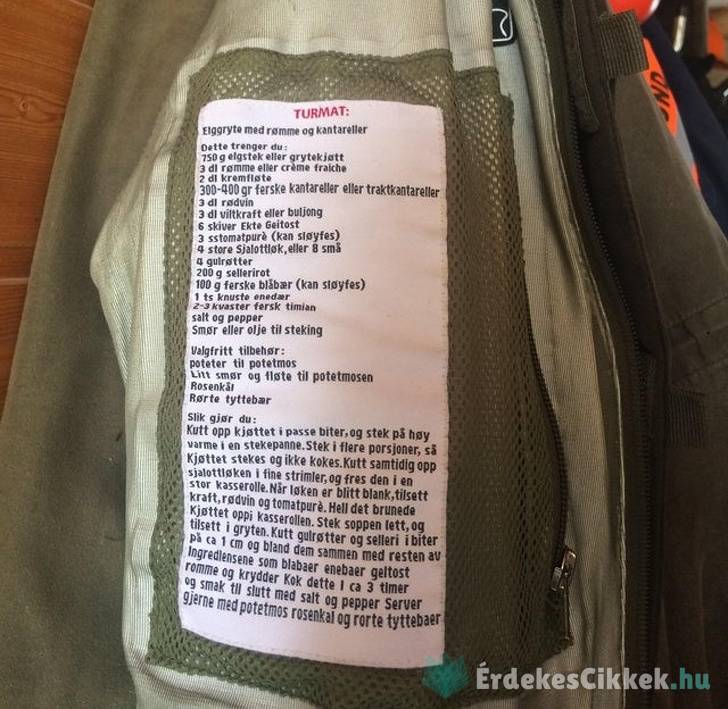 TURMAT:
Elggryte med rømme og kantareller
Dette trenger du:
750 g elgstek eller grytekjøtt
3 dl rømme eller crème fraiche
2 dl kremfløte
300-400 gr ferske kantareller eller traktkantareller
3 dl rødvin
3 dl viltkraft eller buljong
6 skiver Ekte Geitost
3 sstomatpurè (kan sløyfes)
4 store Sjalottløk,eller 8 små
4 gulrøtter
200 g sellerirot
100 g ferske blåbær (kan sløyfes)
1 ts knuste enedær
2-3 kvaster fersk timian
salt og pepper
Smør eller olje til steking
Valgfritt tilbehør:
poteter til potetmos
Litt smør og fløte til potetmosen
Rosenkål
Rørte tyttebær
Slik gjør du:
Kutt opp kjøttet i passe biter,og stek på høy
varme i en stekepanne.Stek i flere porsjoner, så
Kjøttet stekes og ikke kokes.Kutt samtidig opp
sjalottløken i fine strimler,og fres den i en
stor kasserolle.Når løken er blitt blank,tilsett
kraft,rødvin og tomatpurè. Hell det brunede
Kjøttet oppi kasserollen. Stek soppen lett,og
tilsett i gryten.Kutt gulrøtter og selleri i biter
på ca 1 cm og bland dem sammen med resten av
Ingredlensene som blabaer enebaer geltost
romme og krydder Kok dette I ca 3 timer
og smak til slutt med salt og pepper Server
gjerne med potetmos rosenkal og rorte tyttebaer
ÉrdekesCikkek.hu